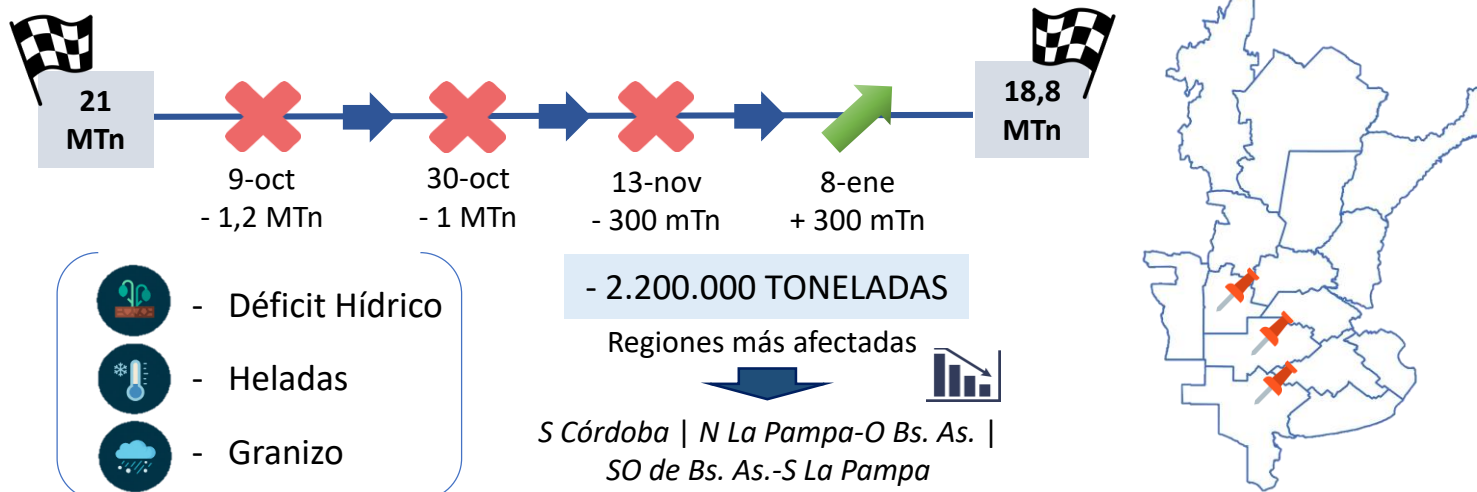 21
MTn
18,8
MTn
9-oct
- 1,2 MTn
30-oct
- 1 MTn
13-nov
- 300 mTn
8-ene
+ 300 mTn
- Déficit Hídrico
- Heladas
- Granizo
- 2.200.000 TONELADAS
Regiones más afectadas
S Córdoba | N La Pampa-O Bs. As. |
SO de Bs. As.-S La Pampa